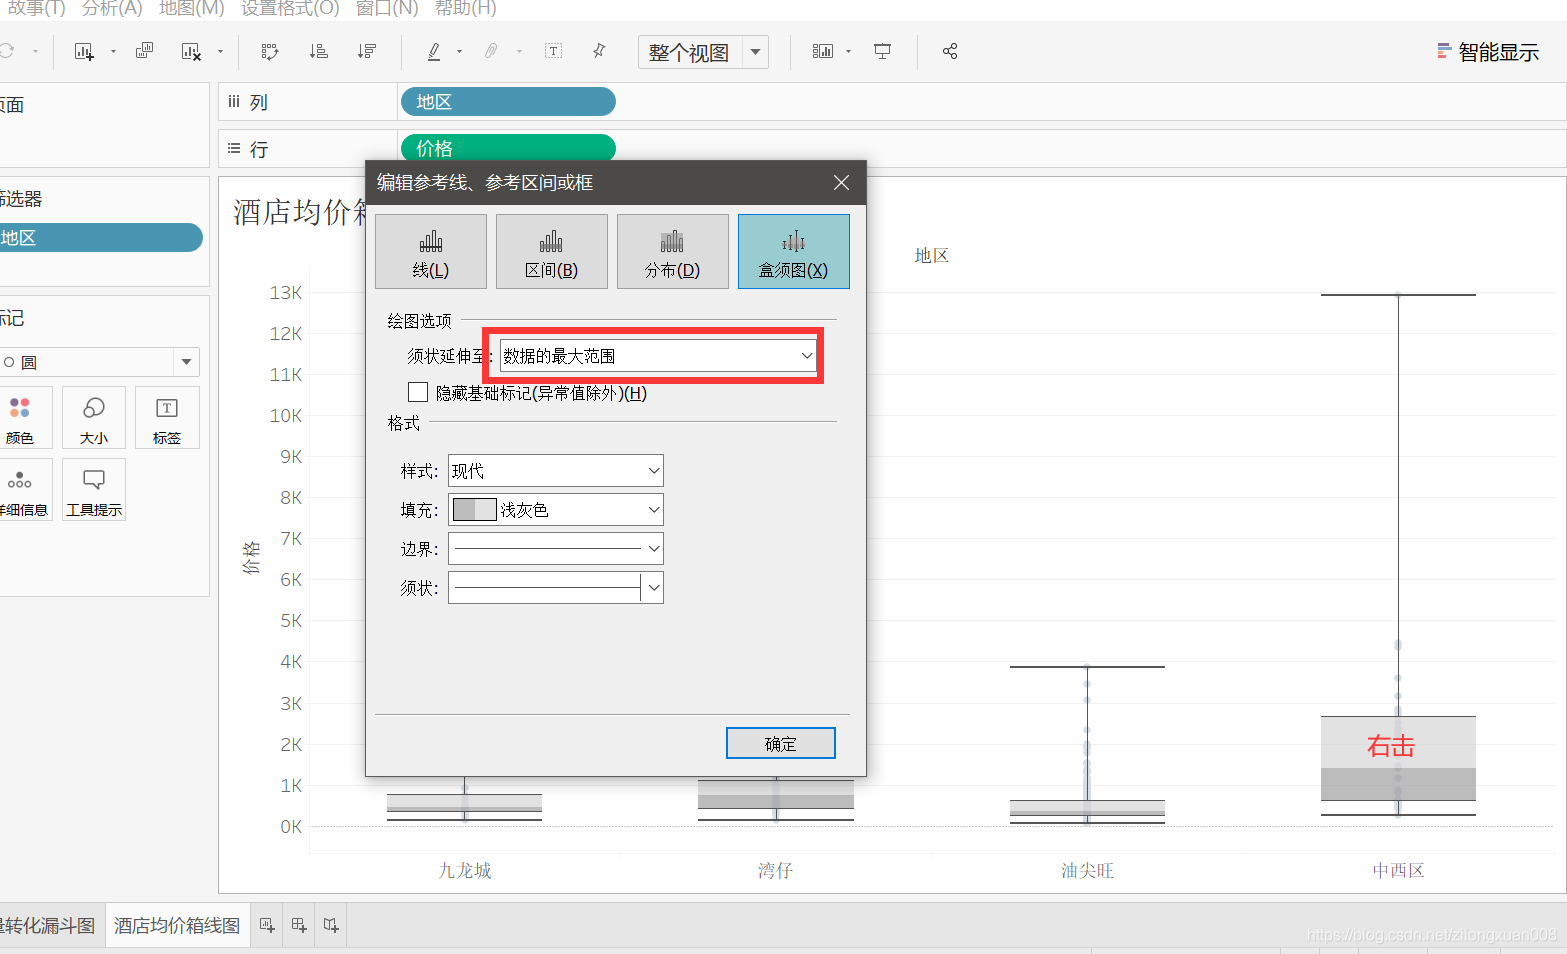 故事(T) 分析(A) 地图(M) 设置格式(O) 窗口(N) 帮助(H)
整个视图
智能显示
页面
列
地区
行
价格
筛选器
地区
标记
圆
颜色
大小
标签
详细信息
工具提示
酒店均价箱
地区
13K
12K
11K
10K
9K
8K
7K
6K
5K
4K
3K
2K
1K
0K
价格
九龙城
湾仔
油尖旺
中西区
右击
编辑参考线、参考区间或框
线(L)
区间(B)
分布(D)
盒须图(X)
绘图选项
须状延伸至:
数据的最大范围
隐藏基础标记(异常值除外)(H)
格式
样式:
现代
填充:
浅灰色
边界:
须状:
确定
量转化漏斗图
酒店均价箱线图
https://blog.csdn.net/zilongxuan008